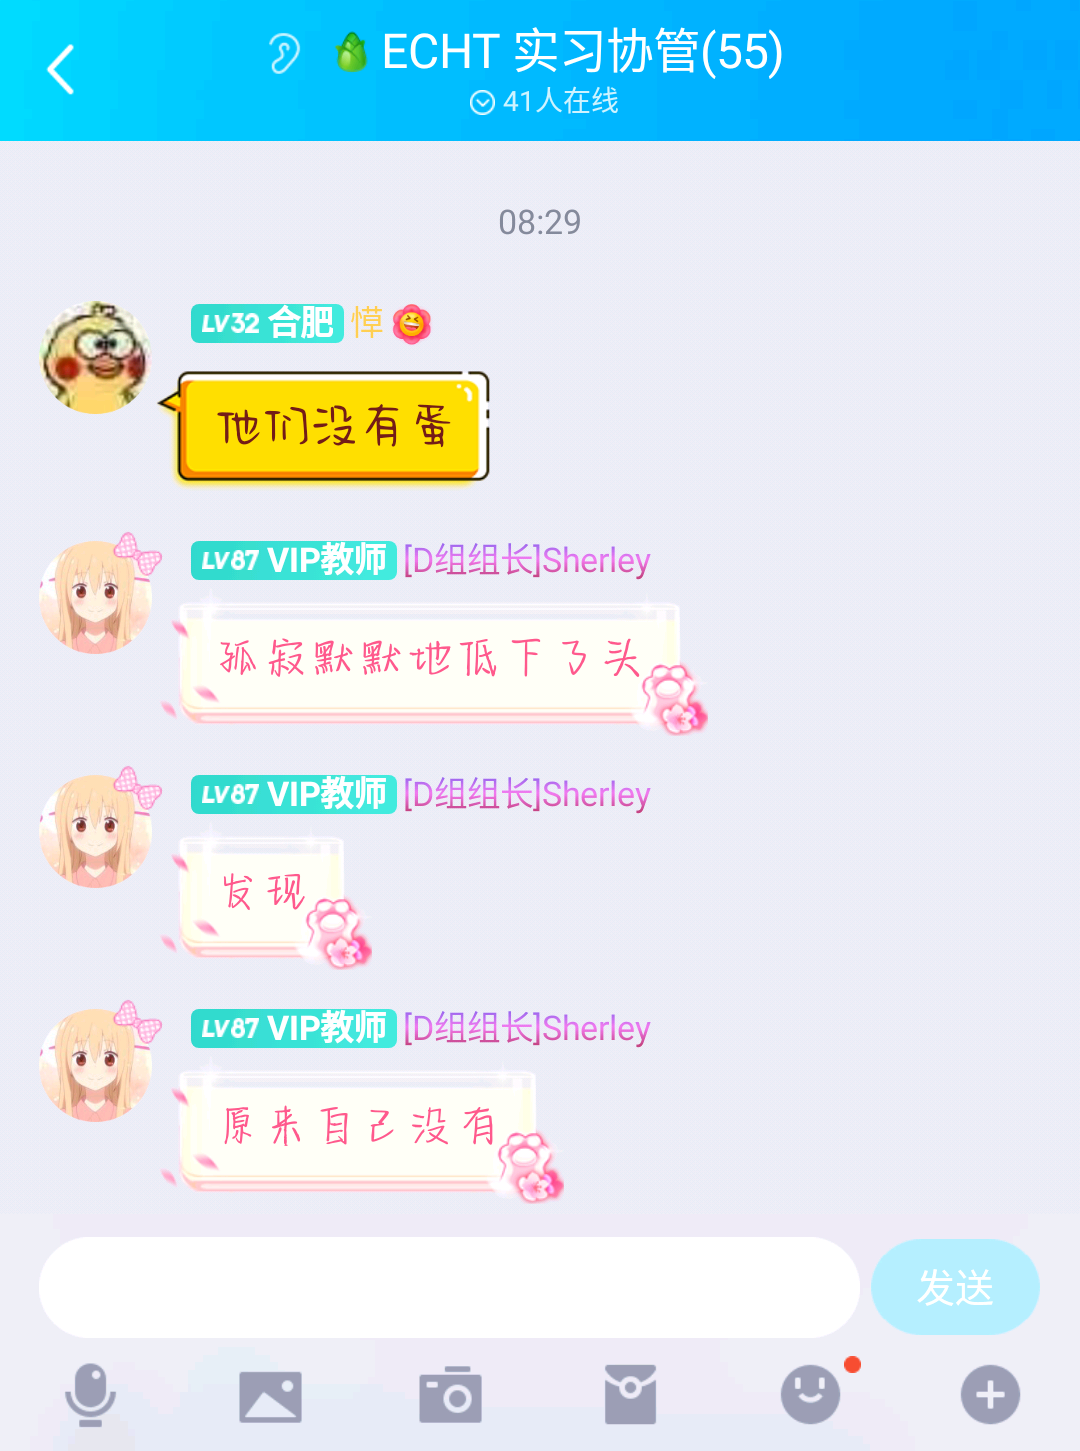 ECHT 实习协管(55)
41人在线
08:29
LV32 合肥 愺
他们没有蛋
LV87 VIP教师 [D组组长]Sherley
孤寂默默地低下了头
LV87 VIP教师 [D组组长]Sherley
发现
LV87 VIP教师 [D组组长]Sherley
原来自己没有
发送